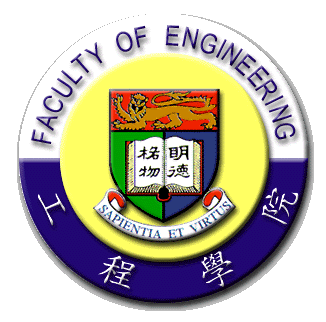 FACULTY OF ENGINEERING
明德
格物
SAPIENTIA ET VIRTUS
工程學院